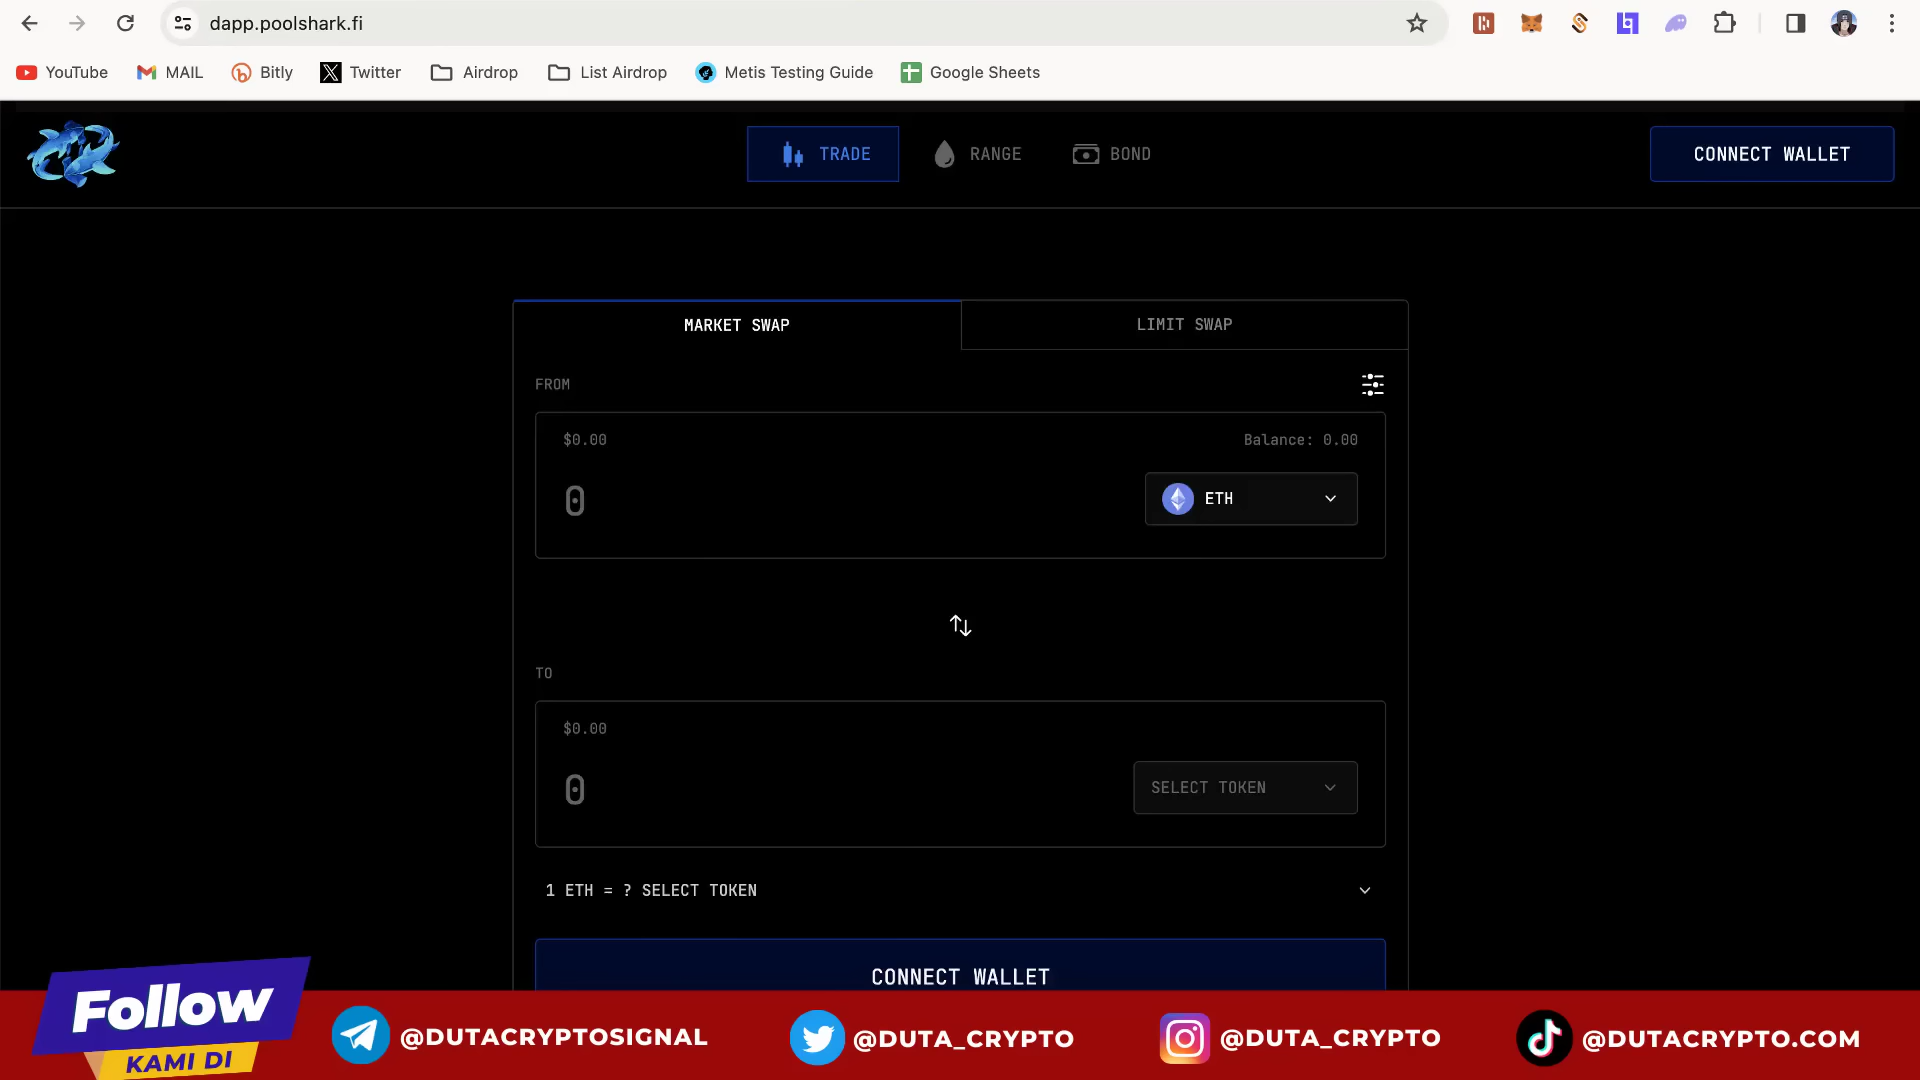 dapp.poolshark.fi
YouTube MAIL Bitly Twitter Airdrop List Airdrop Metis Testing Guide Google Sheets
TRADE RANGE BOND CONNECT WALLET
MARKET SWAP LIMIT SWAP
FROM
$0.00 Balance: 0.00
0 ETH
TO
$0.00
0 SELECT TOKEN
1 ETH = ? SELECT TOKEN
CONNECT WALLET
Follow
KAMI DI
@DUTACRYPTOSIGNAL @DUTA_CRYPTO @DUTA_CRYPTO @DUTACRYPTO.COM